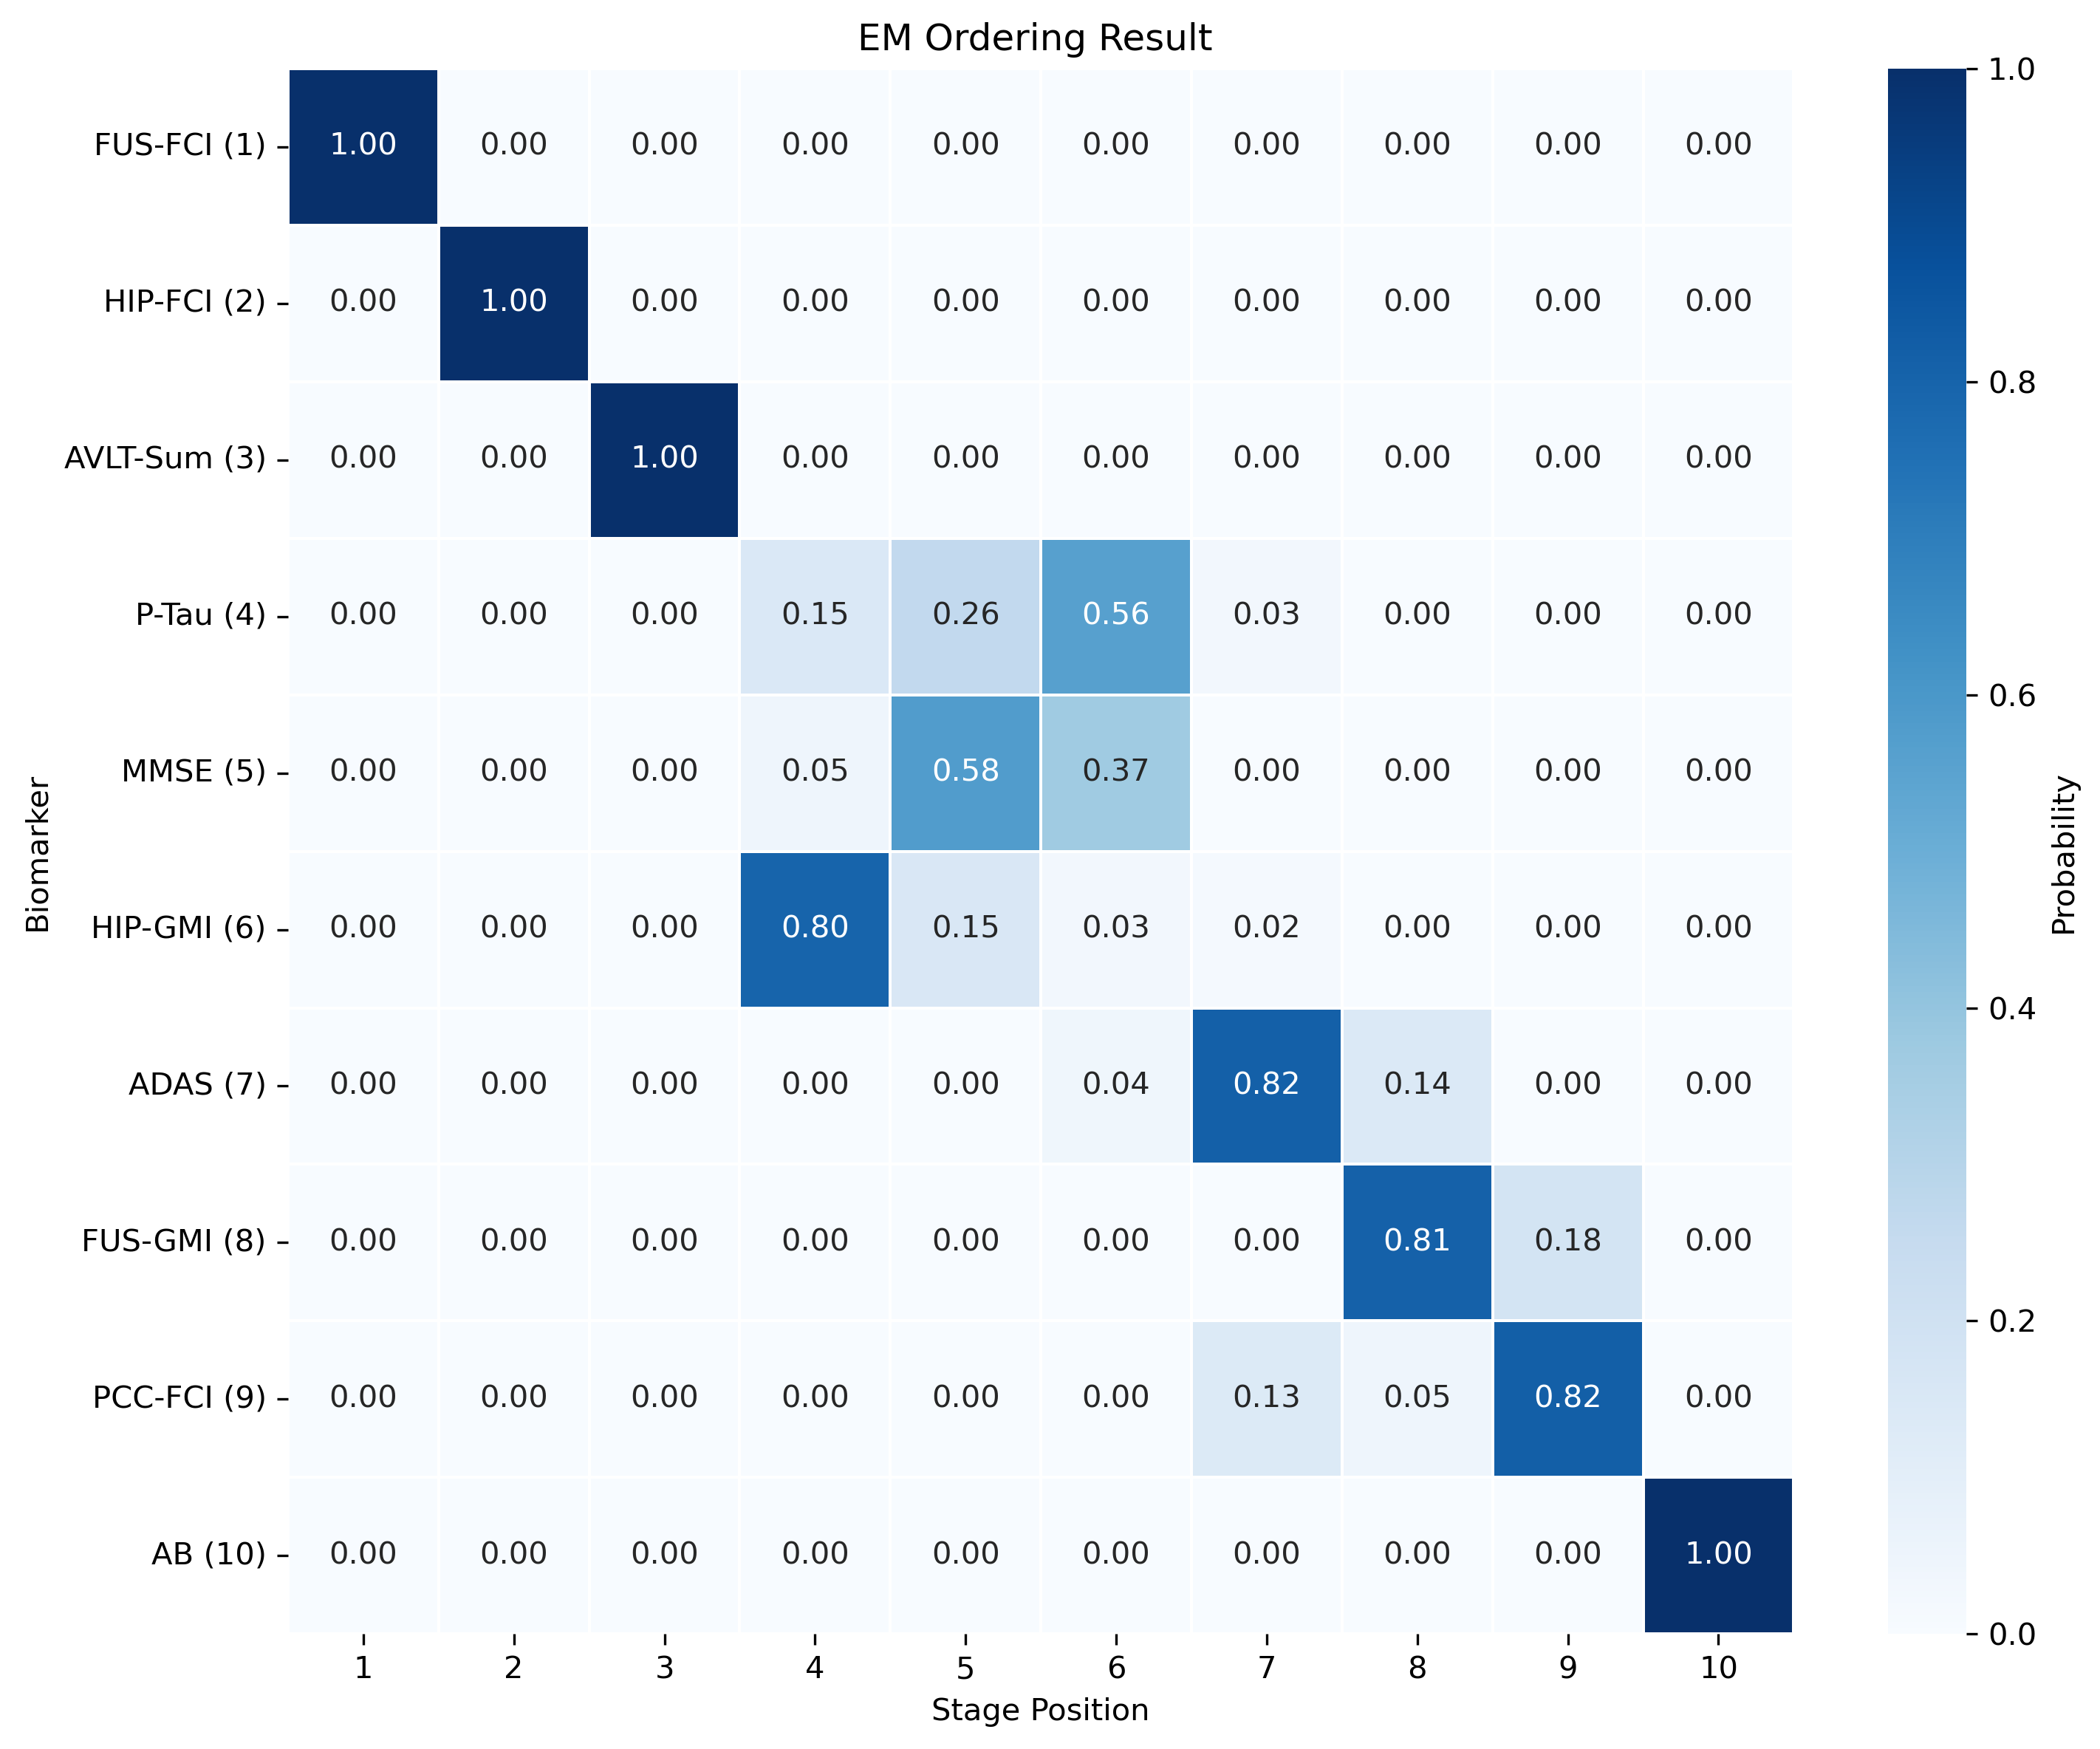 EM Ordering Result
FUS-FCI (1) 1.00 0.00 0.00 0.00 0.00 0.00 0.00 0.00 0.00 0.00
HIP-FCI (2) 0.00 1.00 0.00 0.00 0.00 0.00 0.00 0.00 0.00 0.00
AVLT-Sum (3) 0.00 0.00 1.00 0.00 0.00 0.00 0.00 0.00 0.00 0.00
P-Tau (4) 0.00 0.00 0.00 0.15 0.26 0.56 0.03 0.00 0.00 0.00
MMSE (5) 0.00 0.00 0.00 0.05 0.58 0.37 0.00 0.00 0.00 0.00
HIP-GMI (6) 0.00 0.00 0.00 0.80 0.15 0.03 0.02 0.00 0.00 0.00
ADAS (7) 0.00 0.00 0.00 0.00 0.00 0.04 0.82 0.14 0.00 0.00
FUS-GMI (8) 0.00 0.00 0.00 0.00 0.00 0.00 0.00 0.81 0.18 0.00
PCC-FCI (9) 0.00 0.00 0.00 0.00 0.00 0.00 0.13 0.05 0.82 0.00
AB (10) 0.00 0.00 0.00 0.00 0.00 0.00 0.00 0.00 0.00 1.00
1 2 3 4 5 6 7 8 9 10
Stage Position
Biomarker
1.0
0.8
0.6
0.4
0.2
0.0
Probability